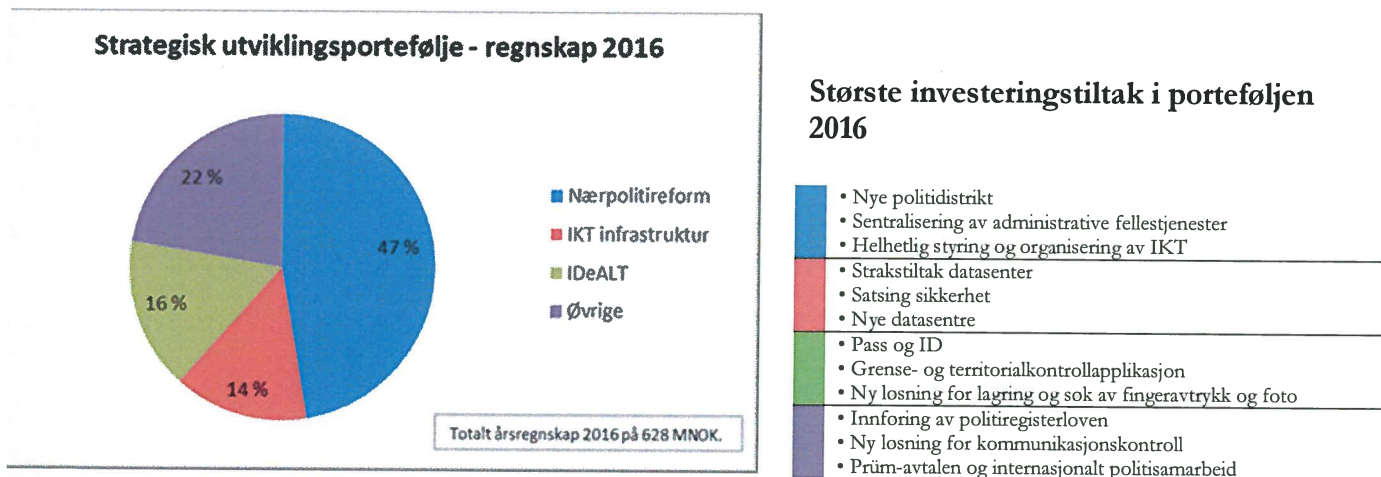 Strategisk utviklingsportefølje - regnskap 2016
22 %
47 %
16 %
14 %
Nærpolitireform
IKT infrastruktur
IDeALT
Øvrige
Totalt årsregnskap 2016 på 628 MNOK.
Største investeringstiltak i porteføljen
2016
• Nye politidistrikt
• Sentralisering av administrative fellestjenester
• Helhetlig styring og organisering av IKT
• Strakstiltak datasenter
• Satsing sikkerhet
• Nye datasentre
• Pass og ID
• Grense- og territorialkontrollapplikasjon
• Ny losning for lagring og sok av fingeravtrykk og foto
• Innforing av politiregisterloven
• Ny losning for kommunikasjonskontroll
• Prüm-avtalen og internasjonalt politisamarbeid